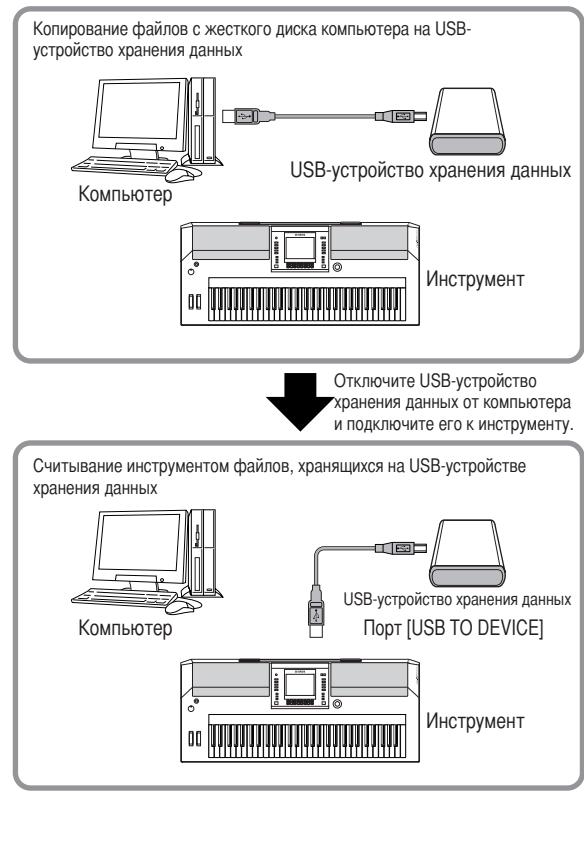 Копирование файлов с жесткого диска компьютера на USB-
устройство хранения данных
USB-устройство хранения данных
Компьютер
Инструмент
Отключите USB-устройство
хранения данных от компьютера
и подключите его к инструменту.
Считывание инструментом файлов, хранящихся на USB-устройстве
хранения данных
USB-устройство хранения данных
Компьютер
Порт [USB TO DEVICE]
Инструмент